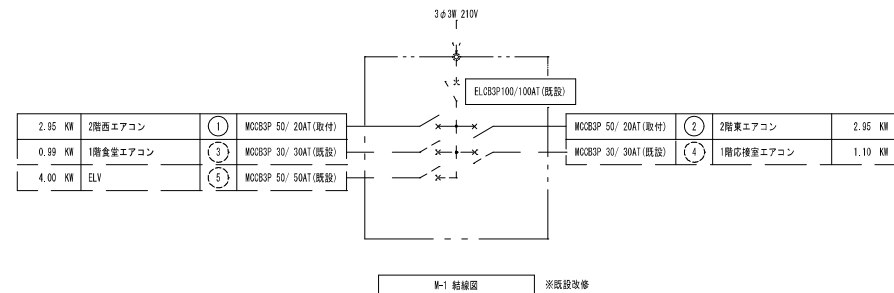 3φ3W 210V
ELCB3P100/100AT(既設)
2.95 KW 2階西エアコン 1 MCCB3P 50/ 20AT(取付)
MCCB3P 50/ 20AT(取付) 2 2階東エアコン 2.95 KW
0.99 KW 1階食堂エアコン 3 MCCB3P 30/ 30AT(既設)
MCCB3P 30/ 30AT(既設) 4 1階応接室エアコン 1.10 KW
4.00 KW ELV 5 MCCB3P 50/ 50AT(既設)
M-1 結線図 ※既設改修